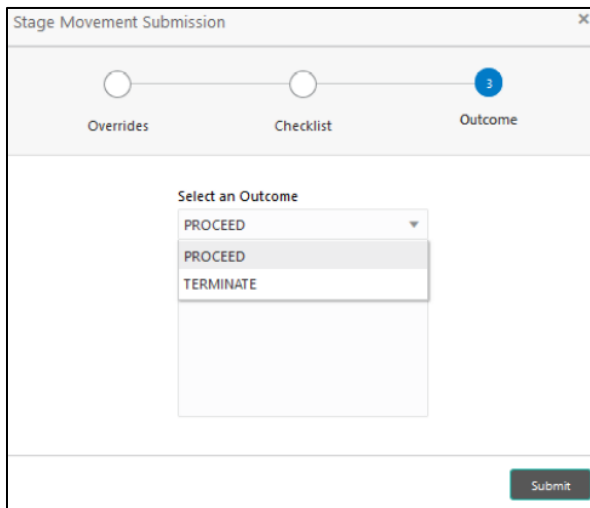 Stage Movement Submission
×
3
Overrides
Checklist
Outcome
Select an Outcome
PROCEED
PROCEED
TERMINATE
Submit